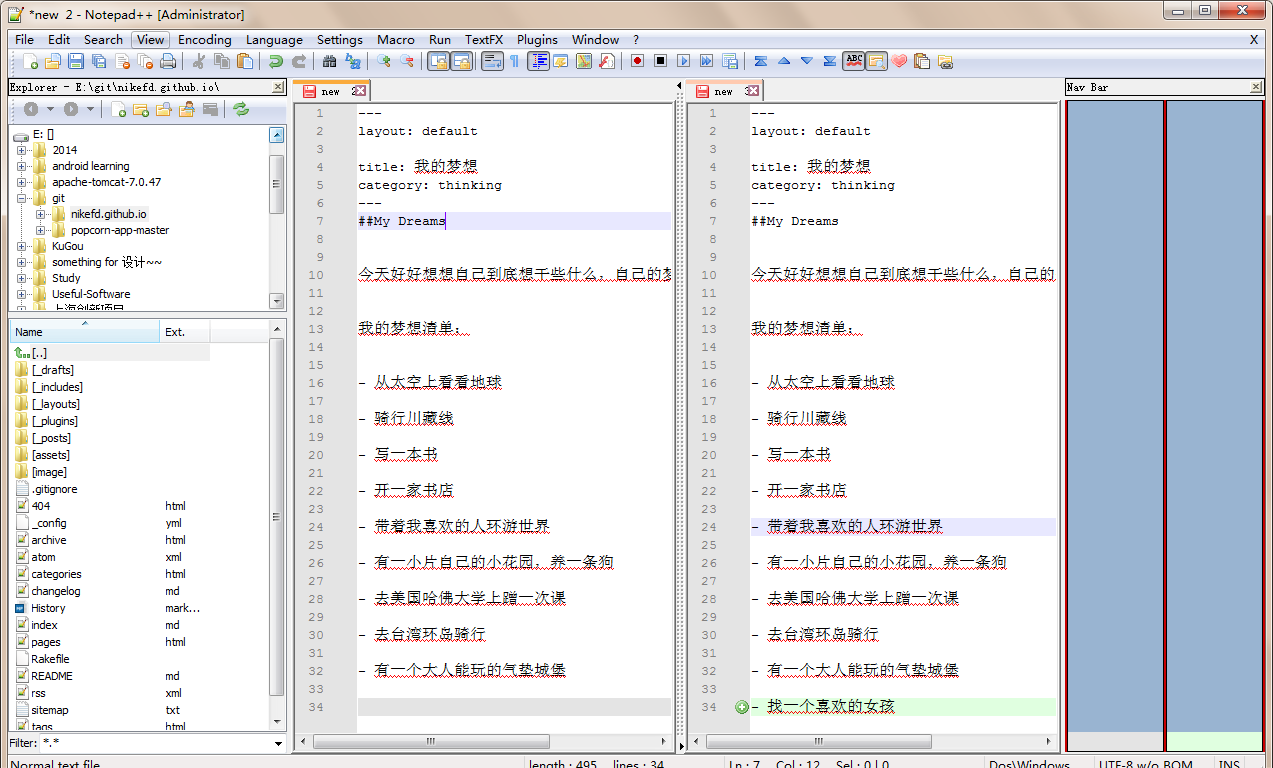 *new  2 - Notepad++ [Administrator]
File Edit Search View Encoding Language Settings Macro Run TextFX Plugins Window ? X
ABC
Explorer - E:\git\nikefd.github.io\
E: []
2014
android learning
apache-tomcat-7.0.47
git
nikefd.github.io
popcorn-app-master
KuGou
something for 设计~~
Study
Useful-Software
上海创新项目
Name Ext.
[..]
[_drafts]
[_includes]
[_layouts]
[_plugins]
[_posts]
[assets]
[image]
.gitignore
404 html
_config yml
archive html
atom xml
categories html
changelog md
History mark...
index md
pages html
Rakefile
README md
rss xml
sitemap txt
tags html
Filter: *.*
new 2
1 ---
2 layout: default
3
4 title: 我的梦想
5 category: thinking
6 ---
7 ##My Dreams
8
9
10 今天好好想想自己到底想干些什么，自己的梦
11
12
13 我的梦想清单：
14
15
16 - 从太空上看看地球
17
18 - 骑行川藏线
19
20 - 写一本书
21
22 - 开一家书店
23
24 - 带着我喜欢的人环游世界
25
26 - 有一小片自己的小花园，养一条狗
27
28 - 去美国哈佛大学上蹭一次课
29
30 - 去台湾环岛骑行
31
32 - 有一个大人能玩的气垫城堡
33
34
new 3
1 ---
2 layout: default
3
4 title: 我的梦想
5 category: thinking
6 ---
7 ##My Dreams
8
9
10 今天好好想想自己到底想干些什么，自己的
11
12
13 我的梦想清单：
14
15
16 - 从太空上看看地球
17
18 - 骑行川藏线
19
20 - 写一本书
21
22 - 开一家书店
23
24 - 带着我喜欢的人环游世界
25
26 - 有一小片自己的小花园，养一条狗
27
28 - 去美国哈佛大学上蹭一次课
29
30 - 去台湾环岛骑行
31
32 - 有一个大人能玩的气垫城堡
33
34 - 找一个喜欢的女孩
Nav Bar
Normal text file length : 495 lines : 34 Ln : 7 Col : 12 Sel : 0 | 0 Dos\Windows UTF-8 w/o BOM INS